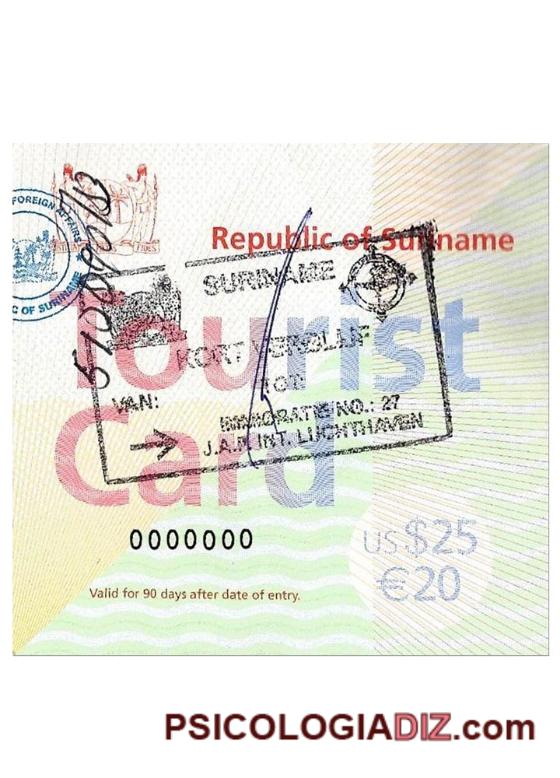 Republic of Suriname
FOREIGN AFFAIRS
C OF SURINAME
Tourist
Card
SURINAME
KORT VERBLIJF
VAN:
TOT:
IMMIGRATIE NO.: 27
J.A.P. INT. LUCHTHAVEN
0000000
US $25
€20
Valid for 90 days after date of entry.
PSICOLOGIADIZ.com